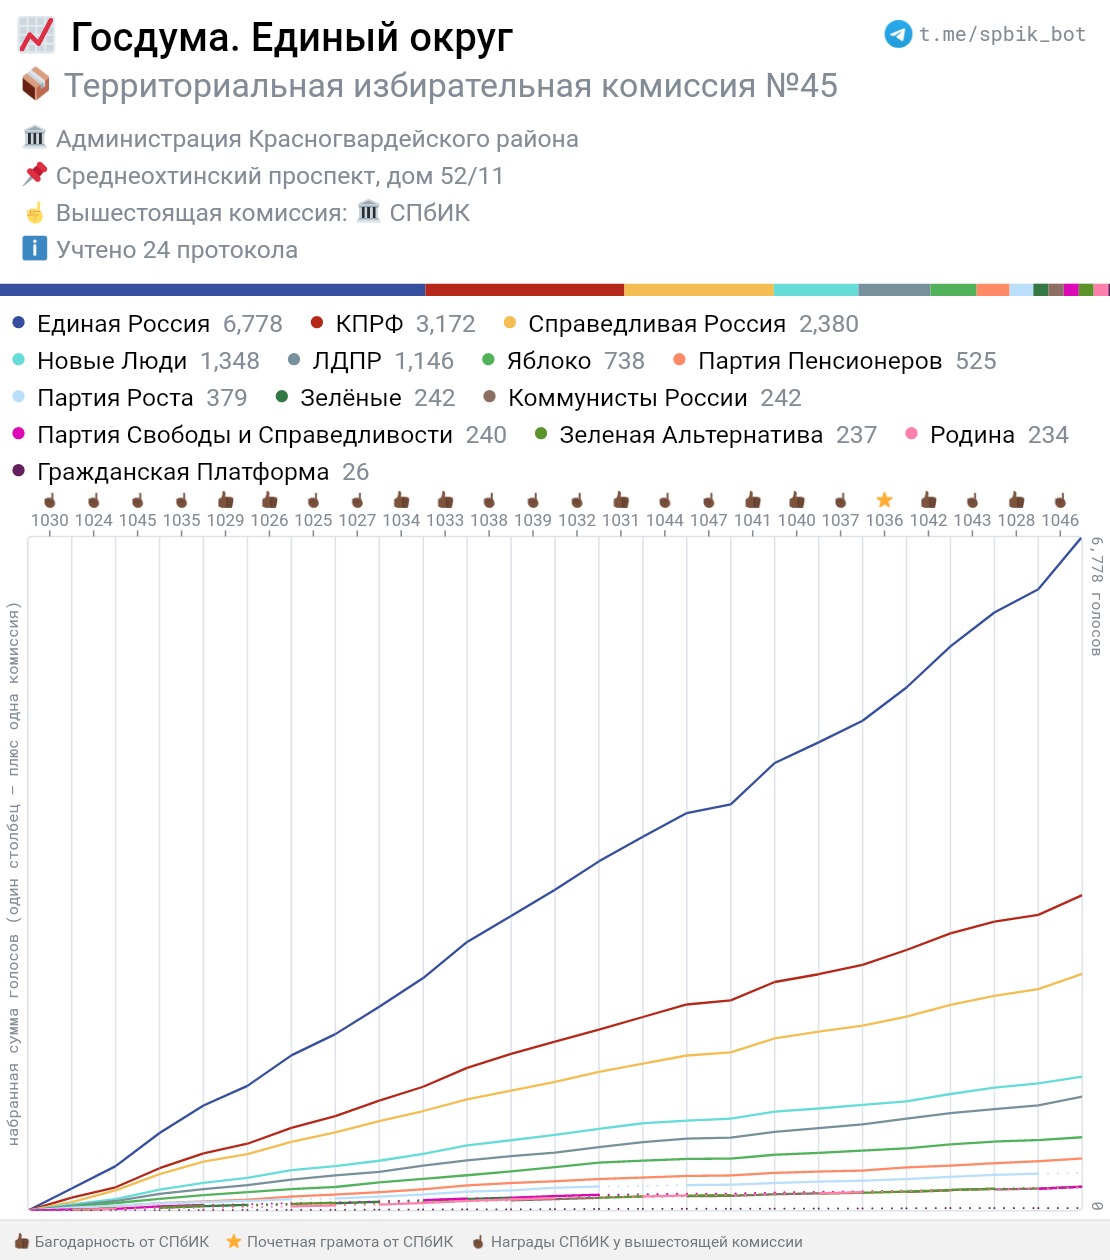 Госдума. Единый округ
t.me/spbik_bot
Территориальная избирательная комиссия №45
Администрация Красногвардейского района
Среднеохтинский проспект, дом 52/11
Вышестоящая комиссия: СПбИК
Учтено 24 протокола
Единая Россия 6,778 КПРФ 3,172 Справедливая Россия 2,380
Новые Люди 1,348 ЛДПР 1,146 Яблоко 738 Партия Пенсионеров 525
Партия Роста 379 Зелёные 242 Коммунисты России 242
Партия Свободы и Справедливости 240 Зеленая Альтернатива 237 Родина 234
Гражданская Платформа 26
1030 1024 1045 1035 1029 1026 1025 1027 1034 1033 1038 1039 1032 1031 1044 1047 1041 1040 1037 1036 1042 1043 1028 1046
набранная сумма голосов (один столбец — плюс одна комиссия)
6,778 голосов
0
Багодарность от СПбИК Почетная грамота от СПбИК Награды СПбИК у вышестоящей комиссии